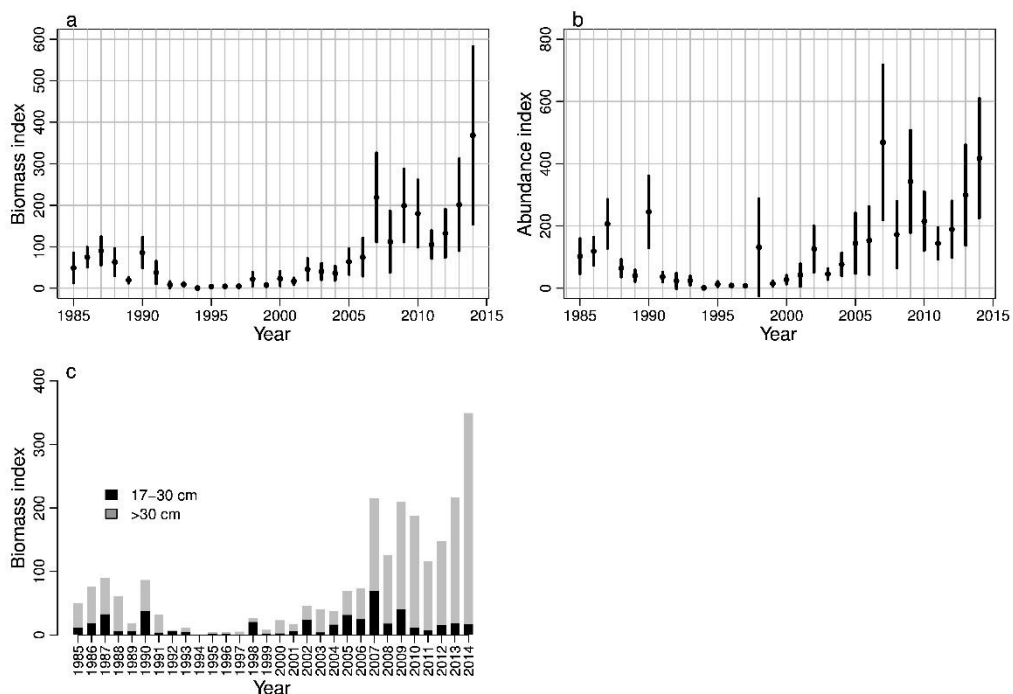 a
Biomass index
0 100 200 300 400 500 600
1985 1990 1995 2000 2005 2010 2015
Year
b
Abundance index
0 200 400 600 800
1985 1990 1995 2000 2005 2010 2015
Year
c
Biomass index
0 100 200 300 400
17–30 cm
>30 cm
1985 1986 1987 1988 1989 1990 1991 1992 1993 1994 1995 1996 1997 1998 1999 2000 2001 2002 2003 2004 2005 2006 2007 2008 2009 2010 2011 2012 2013 2014
Year